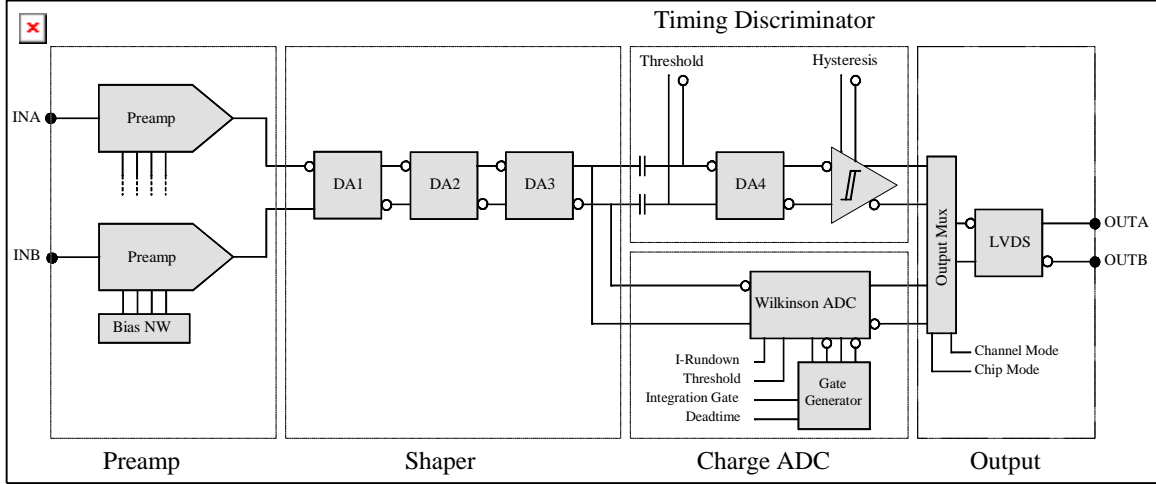 Timing Discriminator
Threshold
Hysteresis
INA
Preamp
DA1
DA2
DA3
DA4
Output Mux
LVDS
OUTA
OUTB
INB
Preamp
Bias NW
Wilkinson ADC
I-Rundown
Threshold
Integration Gate
Deadtime
Gate
Generator
Channel Mode
Chip Mode
Preamp
Shaper
Charge ADC
Output